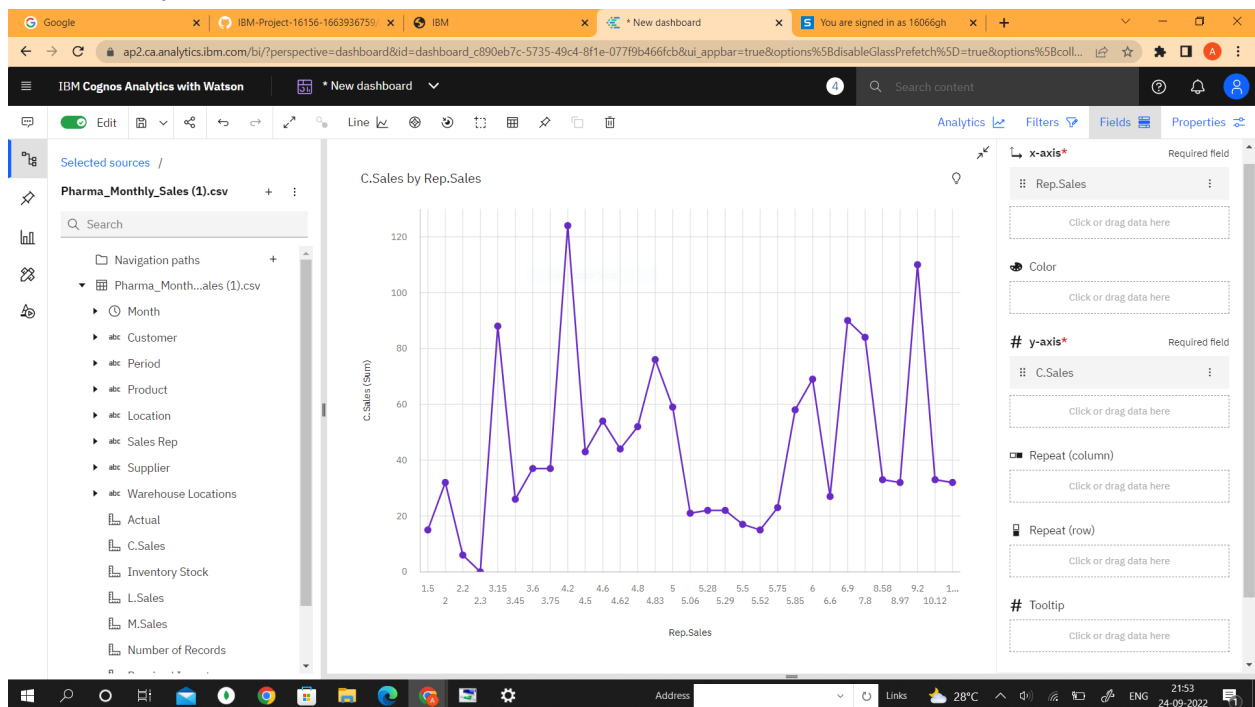 Google
IBM-Project-16156-1663936759/
IBM
* New dashboard
You are signed in as 16066gh
ap2.ca.analytics.ibm.com/bi/?perspective=dashboard&id=dashboard_c890eb7c-5735-49c4-8f1e-077f9b466fcb&ui_appbar=true&options%5BdisableGlassPrefetch%5D=true&options%5Bcoll...
A
IBM Cognos Analytics with Watson
* New dashboard
4
Search content
Edit
Line
Analytics
Filters
Fields
Properties
Selected sources /
Pharma_Monthly_Sales (1).csv
Search
Navigation paths
Pharma_Month...ales (1).csv
Month
abc Customer
abc Period
abc Product
abc Location
abc Sales Rep
abc Supplier
abc Warehouse Locations
Actual
C.Sales
Inventory Stock
L.Sales
M.Sales
Number of Records
C.Sales by Rep.Sales
C.Sales (Sum)
120
100
80
60
40
20
0
1.5 2.2 3.15 3.6 4.2 4.6 4.8 5 5.28 5.5 5.75 6 6.9 8.58 9.2 1...
2 2.3 3.45 3.75 4.5 4.62 4.83 5.06 5.29 5.52 5.85 6.6 7.8 8.97 10.12
Rep.Sales
x-axis* Required field
Rep.Sales
Click or drag data here
Color
Click or drag data here
# y-axis* Required field
C.Sales
Click or drag data here
Repeat (column)
Click or drag data here
Repeat (row)
Click or drag data here
# Tooltip
Click or drag data here
Address
Links
28°C
ENG
21:53
24-09-2022
1